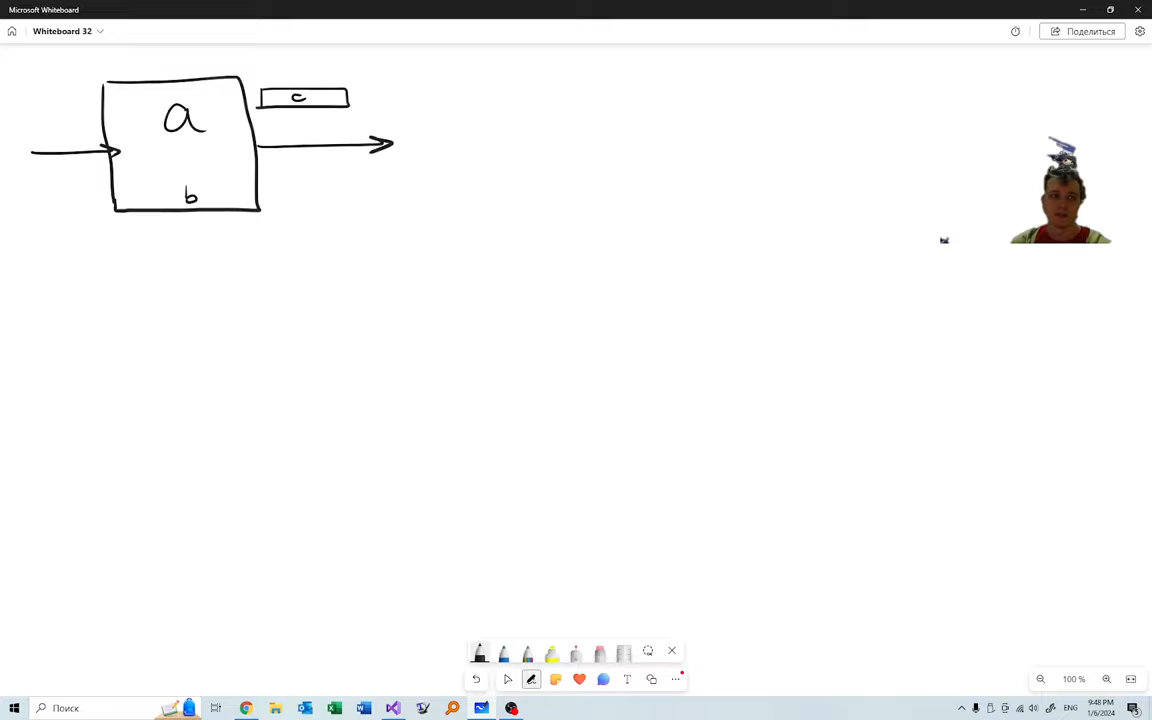 Microsoft Whiteboard
Whiteboard 32
Поделиться
a
c
b
100 %
Поиск
ENG
9:48 PM
1/6/2024